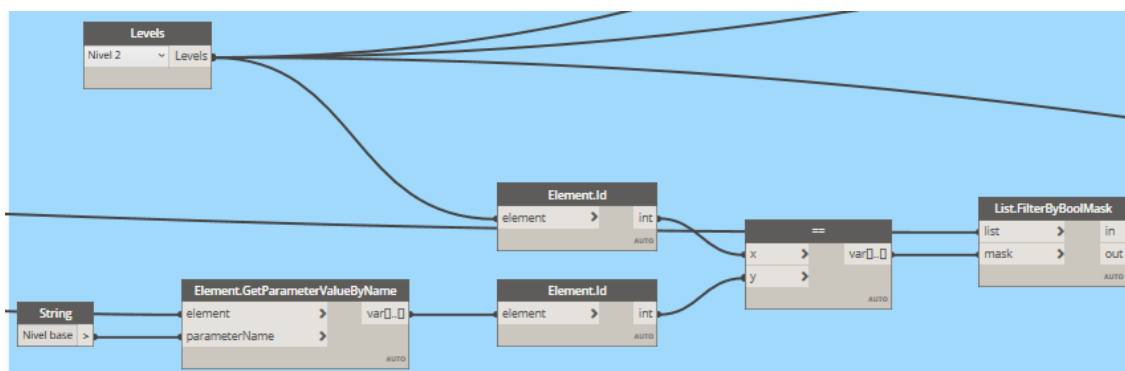 Levels
Nivel 2
Levels
Element.Id
element > int
AUTO
==
x >
var[]..[]
y >
AUTO
List.FilterByBoolMask
list > in
mask > out
AUTO
String
Nivel base >
Element.GetParameterValueByName
element > var[]..[]
parameterName >
AUTO
Element.Id
element > int
AUTO